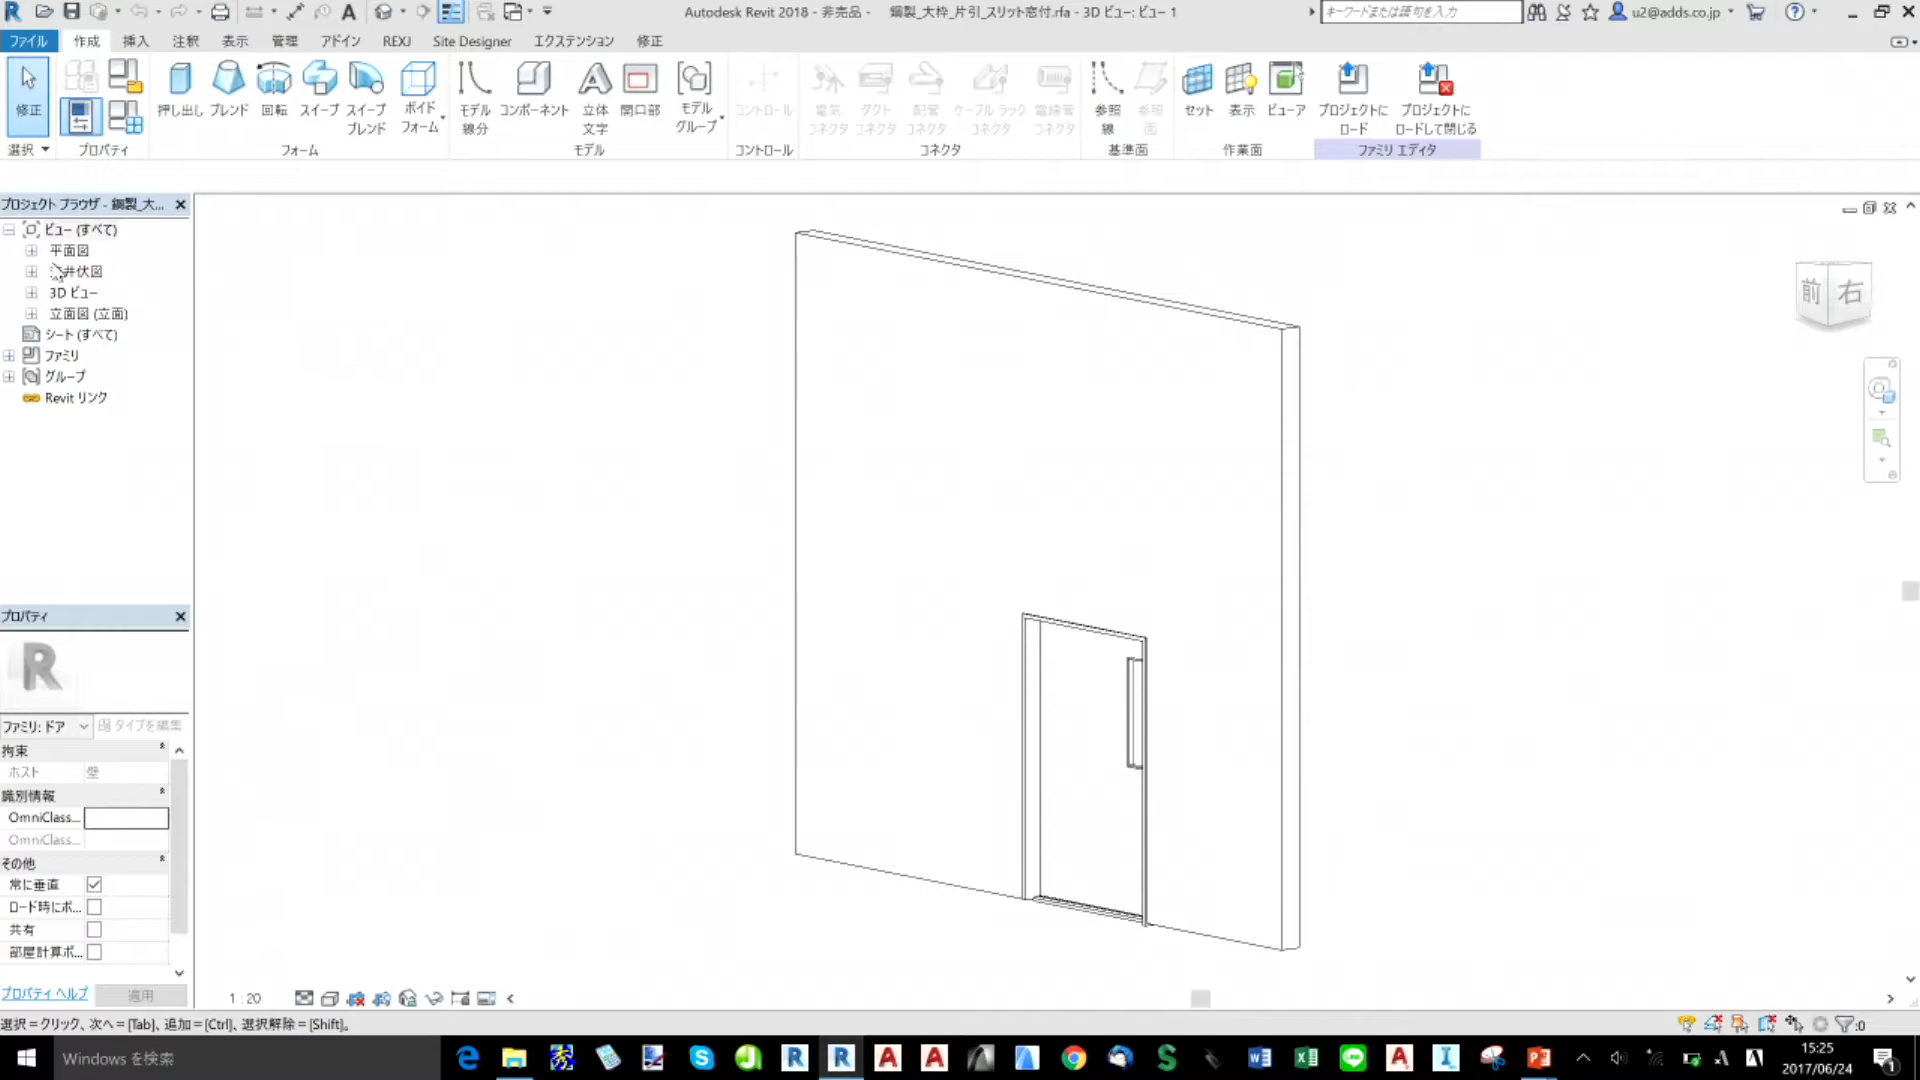 Autodesk Revit 2018 - 非売品 - 鋼製_大枠_片引_スリット窓付.rfa - 3D ビュー: ビュー 1
キーワードまたは語句を入力
u2@adds.co.jp
ファイル 作成 挿入 注釈 表示 管理 アドイン REXJ Site Designer エクステンション 修正
修正 押し出し ブレンド 回転 スイープ スイープ ブレンド ボイド フォーム モデル 線分 コンポーネント 立体 文字 開口部 モデル グループ コントロール 電気 コネクタ ダクト コネクタ 配管 コネクタ ケーブル ラック コネクタ 電線管 コネクタ 参照 線 参照 面 セット 表示 ビューア プロジェクトに ロード プロジェクトに ロードして閉じる
選択 プロパティ フォーム モデル コントロール コネクタ 基準面 作業面 ファミリ エディタ
プロジェクト ブラウザ - 鋼製_大...
ビュー (すべて)
平面図
井伏図
3D ビュー
立面図 (立面)
シート (すべて)
ファミリ
グループ
Revit リンク
前 右
プロパティ
ファミリ: ドア タイプを編集
拘束
ホスト 壁
識別情報
OmniClass...
OmniClass...
その他
常に垂直
ロード時にボ...
共有
部屋計算ポ...
プロパティ ヘルプ 適用
1 : 20
選択=クリック、次へ=[Tab]、追加=[Ctrl]、選択解除=[Shift]。
:0
Windows を検索
15:25
2017/06/24